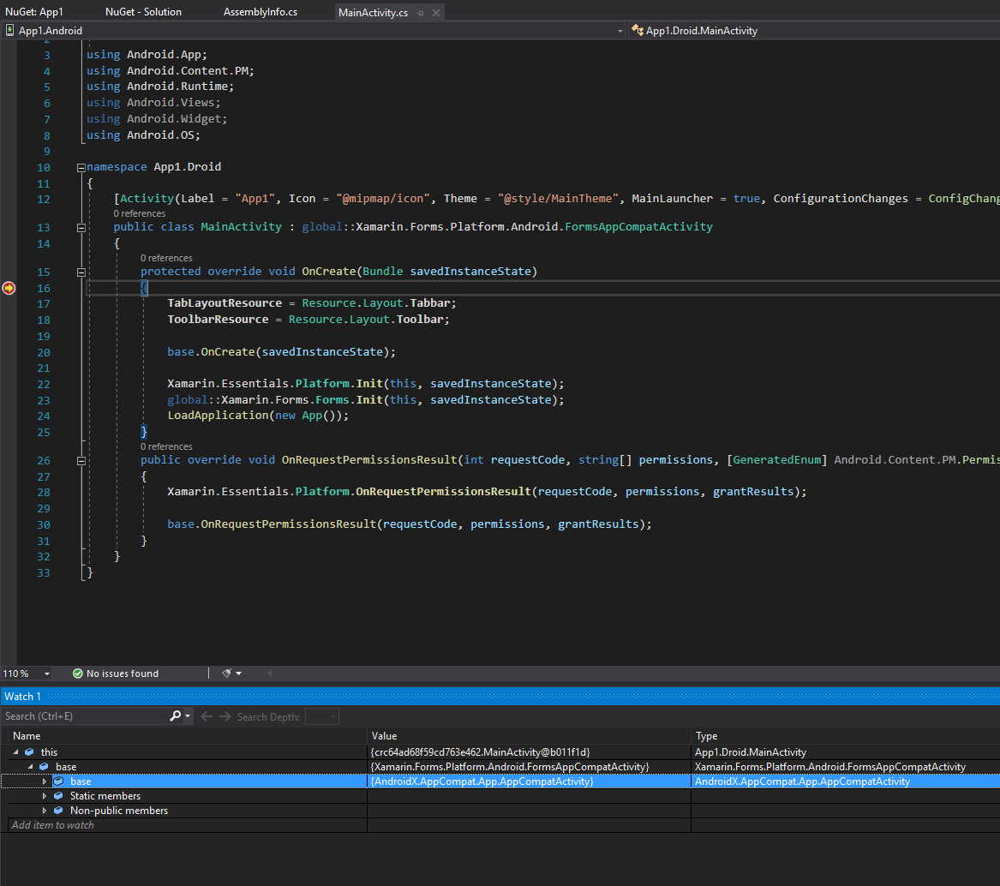 NuGet: App1 NuGet - Solution AssemblyInfo.cs MainActivity.cs
App1.Android App1.Droid.MainActivity
3 using Android.App;
4 using Android.Content.PM;
5 using Android.Runtime;
6 using Android.Views;
7 using Android.Widget;
8 using Android.OS;
9
10 namespace App1.Droid
11 {
12 [Activity(Label = "App1", Icon = "@mipmap/icon", Theme = "@style/MainTheme", MainLauncher = true, ConfigurationChanges = ConfigChang
0 references
13 public class MainActivity : global::Xamarin.Forms.Platform.Android.FormsAppCompatActivity
14 {
0 references
15 protected override void OnCreate(Bundle savedInstanceState)
16 {
17 TabLayoutResource = Resource.Layout.Tabbar;
18 ToolbarResource = Resource.Layout.Toolbar;
19
20 base.OnCreate(savedInstanceState);
21
22 Xamarin.Essentials.Platform.Init(this, savedInstanceState);
23 global::Xamarin.Forms.Forms.Init(this, savedInstanceState);
24 LoadApplication(new App());
25 }
0 references
26 public override void OnRequestPermissionsResult(int requestCode, string[] permissions, [GeneratedEnum] Android.Content.PM.Permis
27 {
28 Xamarin.Essentials.Platform.OnRequestPermissionsResult(requestCode, permissions, grantResults);
29
30 base.OnRequestPermissionsResult(requestCode, permissions, grantResults);
31 }
32 }
33 }
110 % No issues found
Watch 1
Search (Ctrl+E) Search Depth:
Name Value Type
this {crc64ad68f59cd763e462.MainActivity@b011f1d} App1.Droid.MainActivity
base {Xamarin.Forms.Platform.Android.FormsAppCompatActivity} Xamarin.Forms.Platform.Android.FormsAppCompatActivity
base {AndroidX.AppCompat.App.AppCompatActivity} AndroidX.AppCompat.App.AppCompatActivity
Static members
Non-public members
Add item to watch